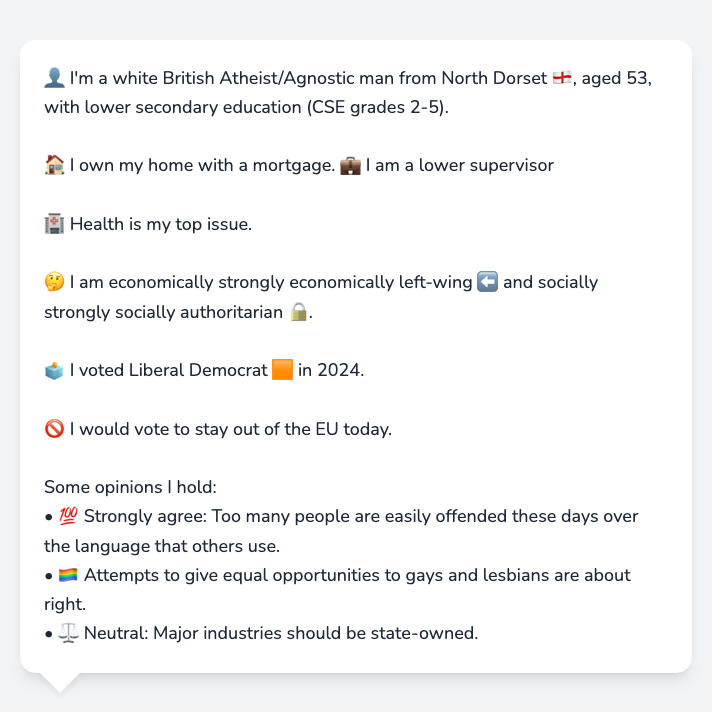 👤 I'm a white British Atheist/Agnostic man from North Dorset 🏴󠁧󠁢󠁥󠁮󠁧󠁿, aged 53,
with lower secondary education (CSE grades 2-5).
🏠 I own my home with a mortgage. 💼 I am a lower supervisor
🏥 Health is my top issue.
🤔 I am economically strongly economically left-wing ⬅️ and socially
strongly socially authoritarian 🔒.
🗳️ I voted Liberal Democrat 🟧 in 2024.
🚫 I would vote to stay out of the EU today.
Some opinions I hold:
• 💯 Strongly agree: Too many people are easily offended these days over
the language that others use.
• 🏳️‍🌈 Attempts to give equal opportunities to gays and lesbians are about
right.
• ⚖️ Neutral: Major industries should be state-owned.